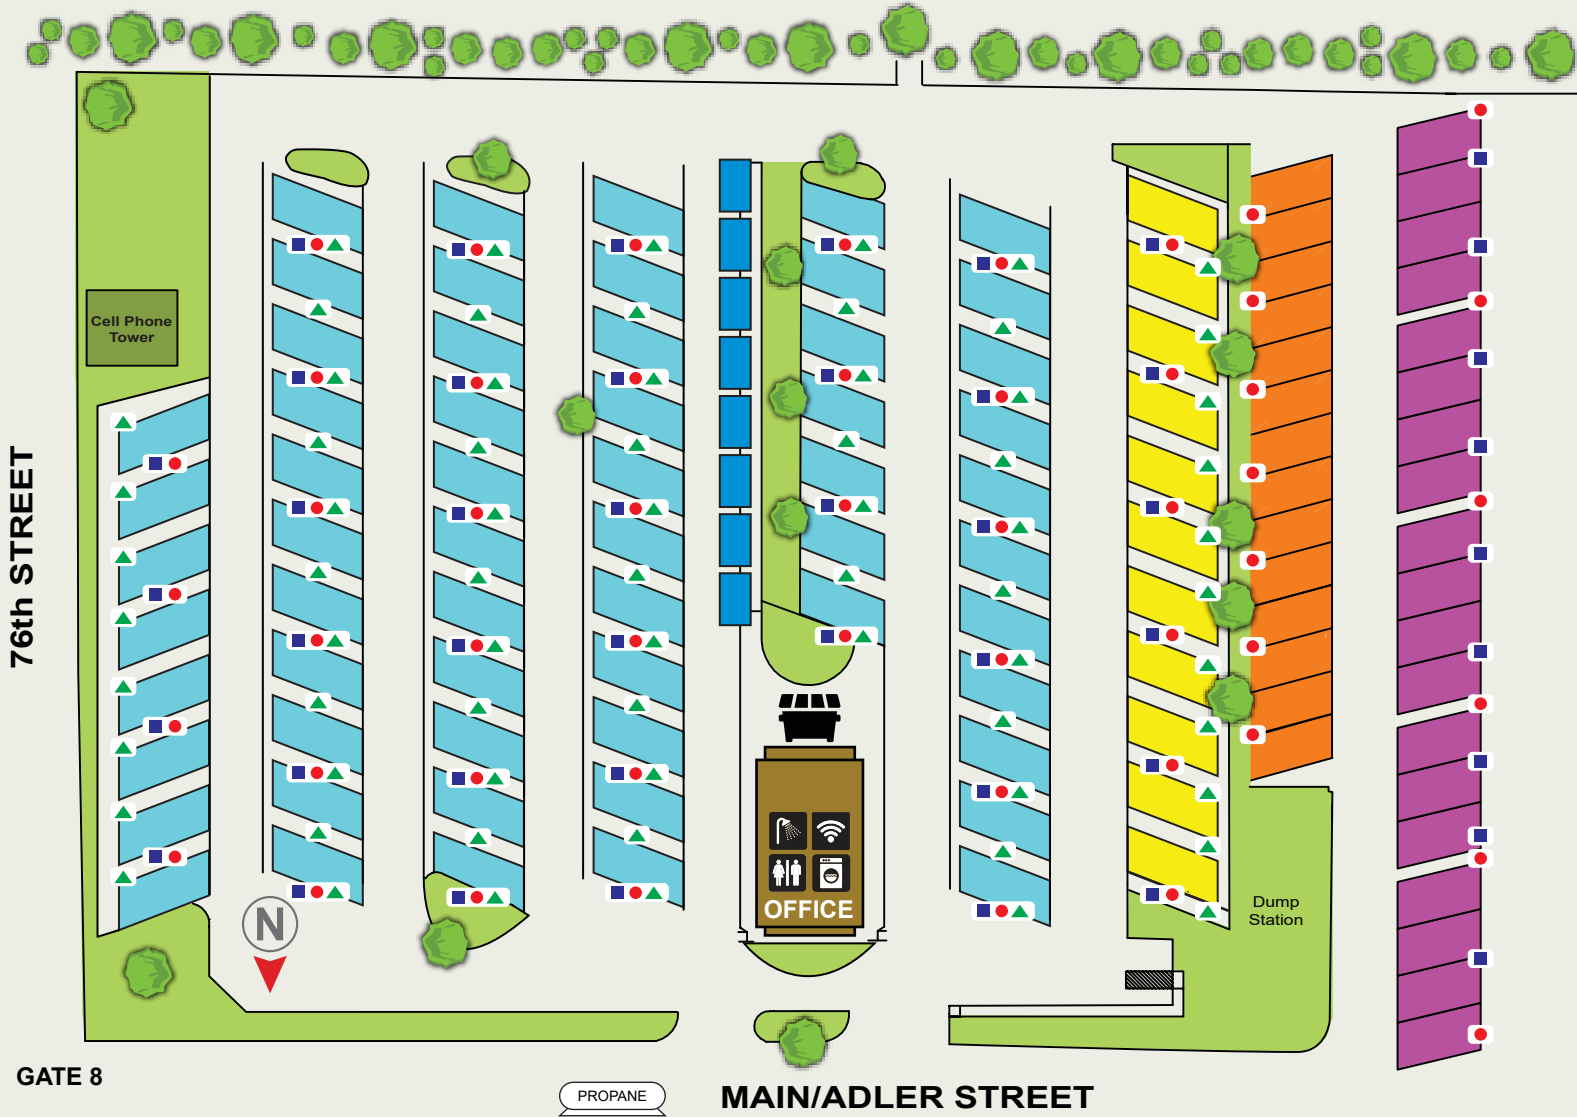 Cell Phone
Tower
76th STREET
N
OFFICE
Dump
Station
GATE 8
PROPANE
MAIN/ADLER STREET